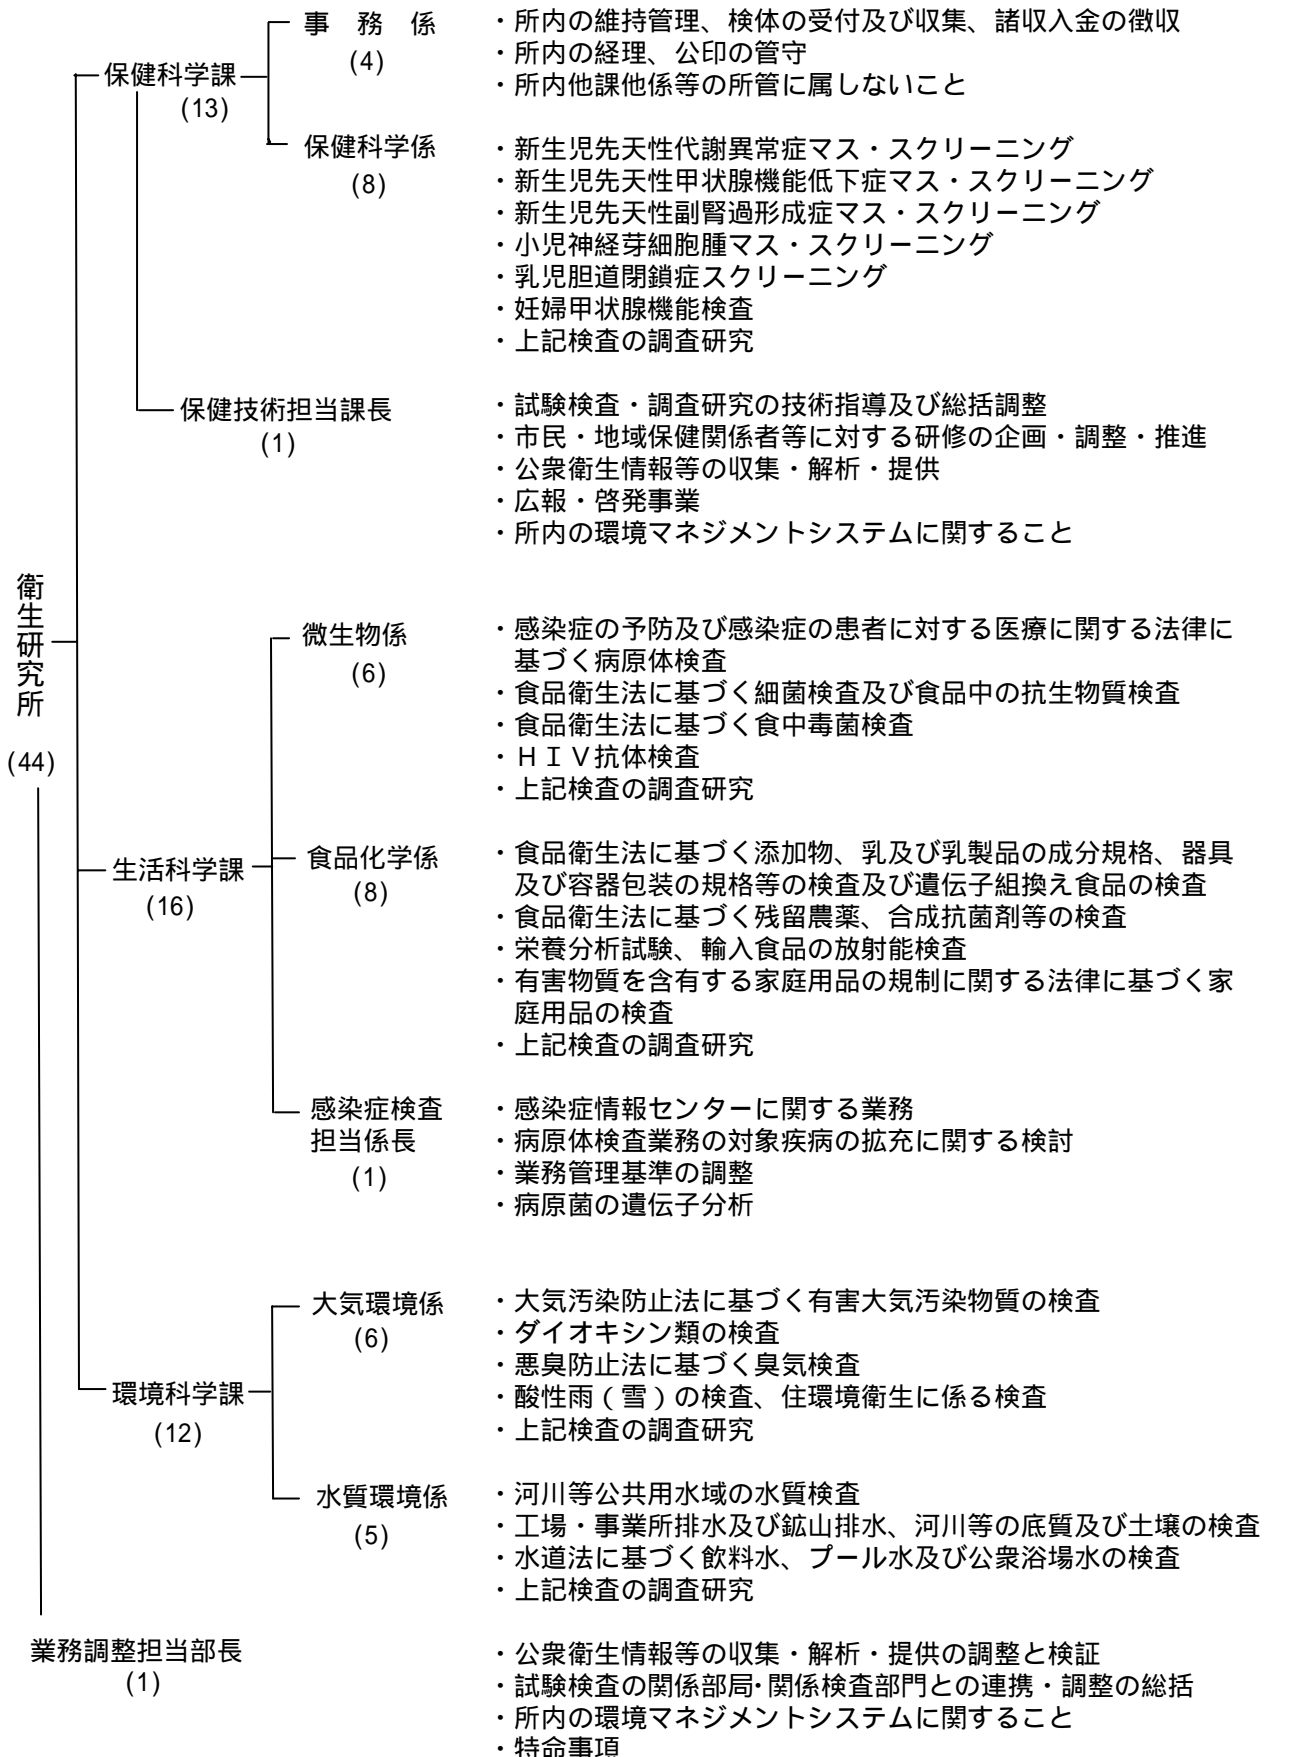 衛生研究所
(44)
保健科学課
(13)
事　務　係
(4)
・所内の維持管理、検体の受付及び収集、諸収入金の徴収
・所内の経理、公印の管守
・所内他課他係等の所管に属しないこと
保健科学係
(8)
・新生児先天性代謝異常症マス・スクリーニング
・新生児先天性甲状腺機能低下症マス・スクリーニング
・新生児先天性副腎過形成症マス・スクリーニング
・小児神経芽細胞腫マス・スクリーニング
・乳児胆道閉鎖症スクリーニング
・妊婦甲状腺機能検査
・上記検査の調査研究
保健技術担当課長
(1)
・試験検査・調査研究の技術指導及び総括調整
・市民・地域保健関係者等に対する研修の企画・調整・推進
・公衆衛生情報等の収集・解析・提供
・広報・啓発事業
・所内の環境マネジメントシステムに関すること
生活科学課
(16)
微生物係
(6)
・感染症の予防及び感染症の患者に対する医療に関する法律に
基づく病原体検査
・食品衛生法に基づく細菌検査及び食品中の抗生物質検査
・食品衛生法に基づく食中毒菌検査
・ＨＩＶ抗体検査
・上記検査の調査研究
食品化学係
(8)
・食品衛生法に基づく添加物、乳及び乳製品の成分規格、器具
及び容器包装の規格等の検査及び遺伝子組換え食品の検査
・食品衛生法に基づく残留農薬、合成抗菌剤等の検査
・栄養分析試験、輸入食品の放射能検査
・有害物質を含有する家庭用品の規制に関する法律に基づく家
庭用品の検査
・上記検査の調査研究
感染症検査
担当係長
(1)
・感染症情報センターに関する業務
・病原体検査業務の対象疾病の拡充に関する検討
・業務管理基準の調整
・病原菌の遺伝子分析
環境科学課
(12)
大気環境係
(6)
・大気汚染防止法に基づく有害大気汚染物質の検査
・ダイオキシン類の検査
・悪臭防止法に基づく臭気検査
・酸性雨（雪）の検査、住環境衛生に係る検査
・上記検査の調査研究
水質環境係
(5)
・河川等公共用水域の水質検査
・工場・事業所排水及び鉱山排水、河川等の底質及び土壌の検査
・水道法に基づく飲料水、プール水及び公衆浴場水の検査
・上記検査の調査研究
業務調整担当部長
(1)
・公衆衛生情報等の収集・解析・提供の調整と検証
・試験検査の関係部局・関係検査部門との連携・調整の総括
・所内の環境マネジメントシステムに関すること
・特命事項